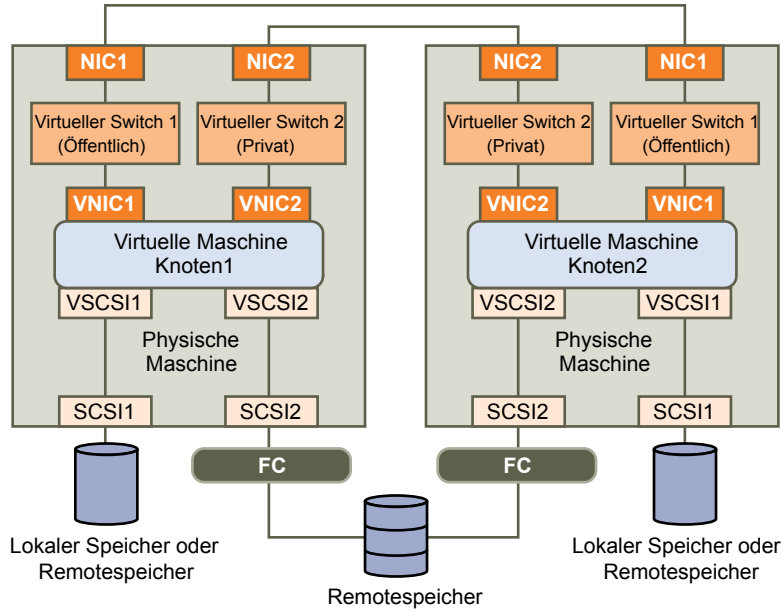 NIC1
NIC2
NIC2
NIC1
Virtueller Switch 1
(Öffentlich)
Virtueller Switch 2
(Privat)
Virtueller Switch 2
(Privat)
Virtueller Switch 1
(Öffentlich)
VNIC1
VNIC2
VNIC2
VNIC1
Virtuelle Maschine
Knoten1
Virtuelle Maschine
Knoten2
VSCSI1
VSCSI2
VSCSI2
VSCSI1
Physische
Maschine
Physische
Maschine
SCSI1
SCSI2
SCSI2
SCSI1
FC
FC
Lokaler Speicher oder
Remotespeicher
Remotespeicher
Lokaler Speicher oder
Remotespeicher